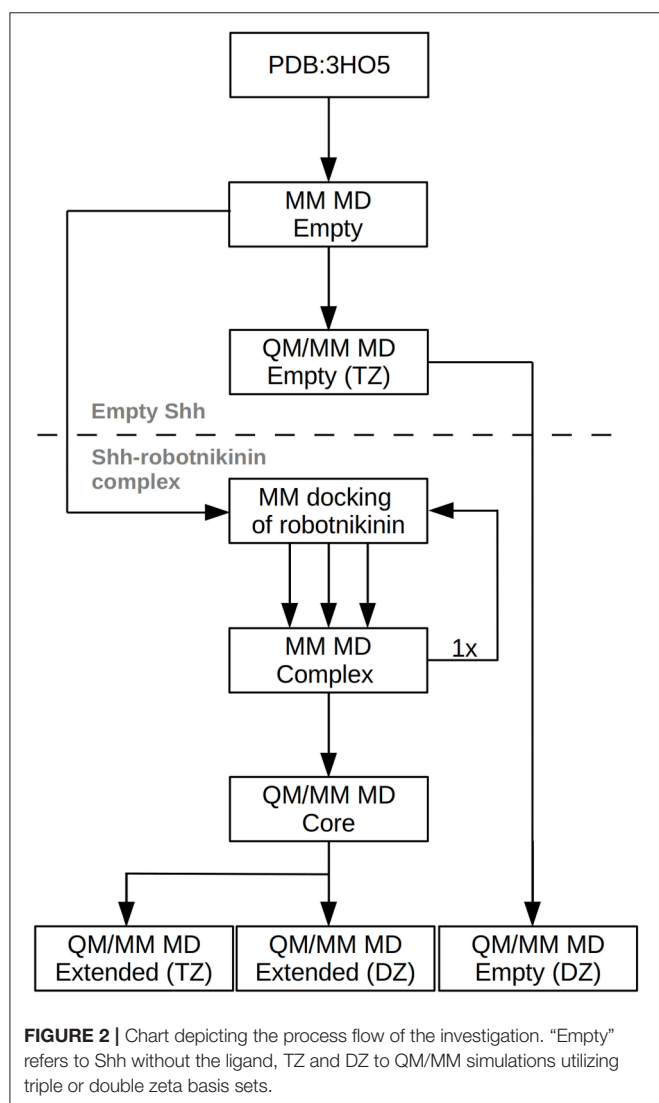 PDB:3HO5
MM MD
Empty
QM/MM MD
Empty (TZ)
Empty Shh
Shh-robotnikinin
complex
MM docking
of robotnikinin
MM MD
Complex
1x
QM/MM MD
Core
QM/MM MD
Extended (TZ)
QM/MM MD
Extended (DZ)
QM/MM MD
Empty (DZ)
FIGURE 2 | Chart depicting the process flow of the investigation. “Empty”
refers to Shh without the ligand, TZ and DZ to QM/MM simulations utilizing
triple or double zeta basis sets.